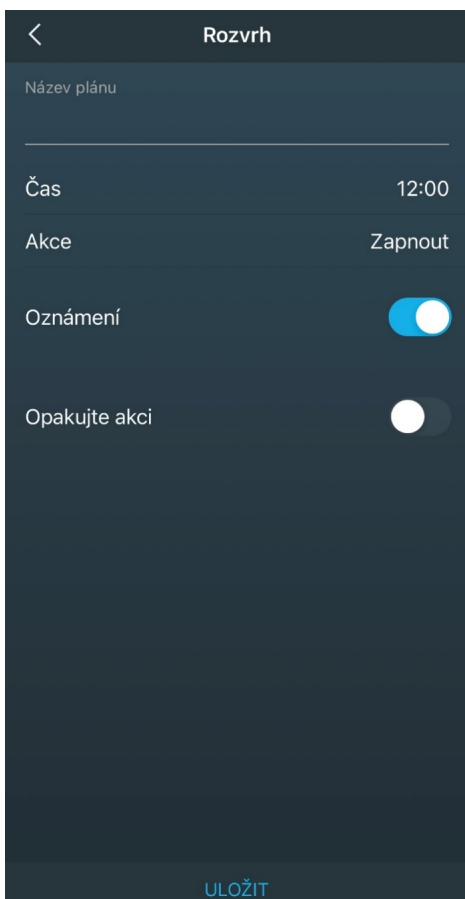 Rozvrh
Název plánu
Čas 12:00
Akce Zapnout
Oznámení
Opakujte akci
ULOŽIT